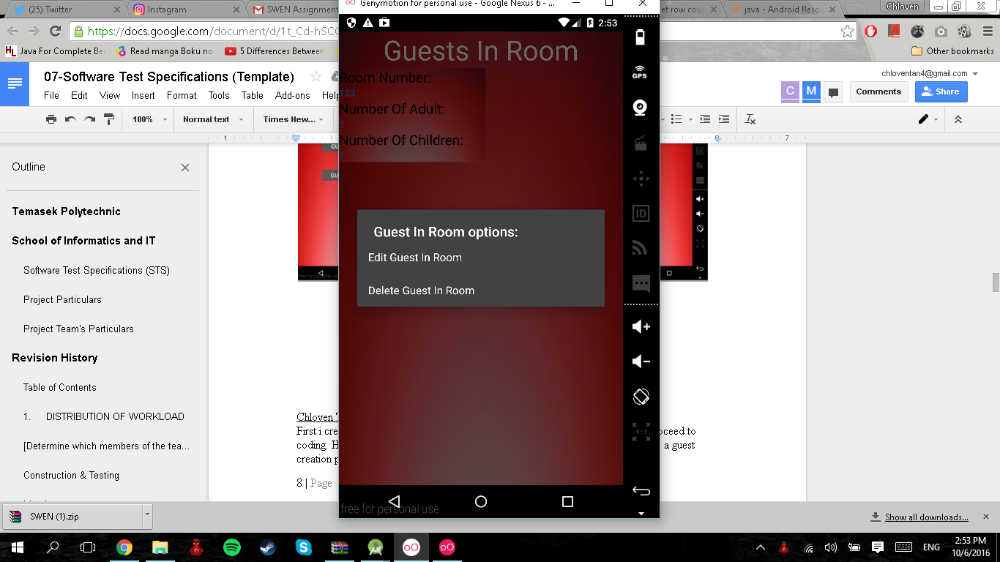 (25) Twitter
Instagram
SWEN Assignment
Genymotion for personal use - Google Nexus 6 - ...
et row cou
java - Android Reso
Chloven
https://docs.google.com/document/d/1t_Cd-hSC
Java For Complete Be
Read manga Boku no
5 Differences Between
Other bookmarks
07-Software Test Specifications (Template)
chloventan4@gmail.com
File Edit View Insert Format Tools Table Add-ons Help
C M Comments Share
100% Normal text Times New...
1 6 7
Outline
Temasek Polytechnic
School of Informatics and IT
Software Test Specifications (STS)
Project Particulars
Project Team's Particulars
Revision History
Table of Contents
1. DISTRIBUTION OF WORKLOAD
[Determine which members of the tea...
Construction & Testing
GU
GU
Chloven T
First i cre
oceed to
coding. H
a guest
creation p
8 | Page
2:53
Guests In Room
Room Number:
123
Number Of Adult:
1
Number Of Children:
1
Guest In Room options:
Edit Guest In Room
Delete Guest In Room
GPS
ID
1:1
free for personal use
SWEN (1).zip
Show all downloads...
ENG
2:53 PM
10/6/2016